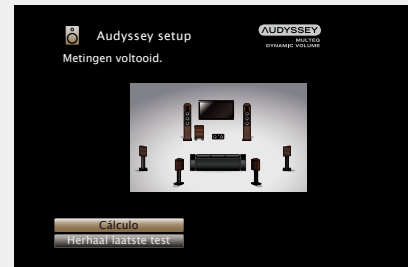 Audyssey setup
AUDYSSEY
MULTEQ
DYNAMIC VOLUME
Metingen voltooid.
Cálculo
Herhaal laatste test